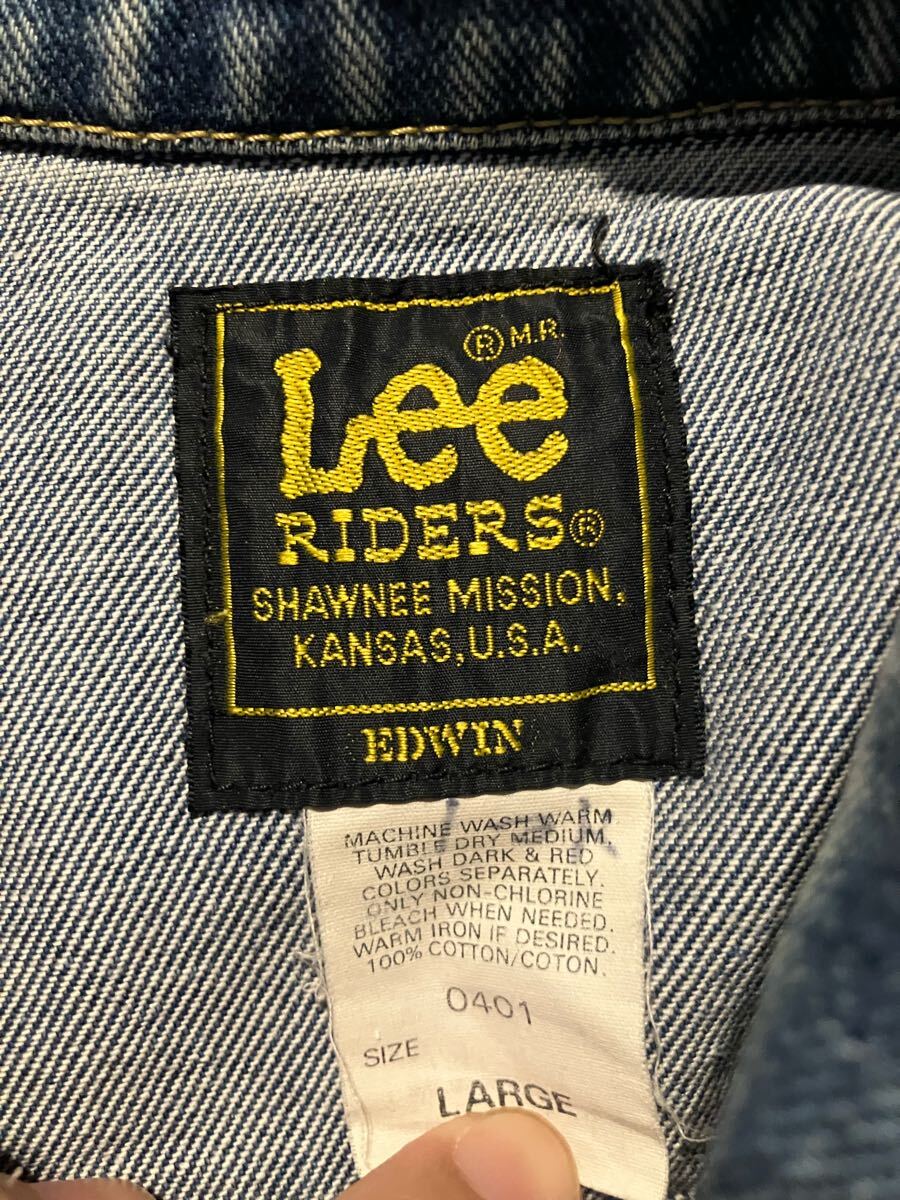 ® M.R.
Lee
RIDERS®
SHAWNEE MISSION,
KANSAS, U.S.A.
EDWIN
MACHINE WASH WARM
TUMBLE DRY MEDIUM.
WASH DARK & RED
COLORS SEPARATELY.
ONLY NON-CHLORINE
BLEACH WHEN NEEDED.
WARM IRON IF DESIRED.
100% COTTON/COTON.
0401
SIZE
LARGE